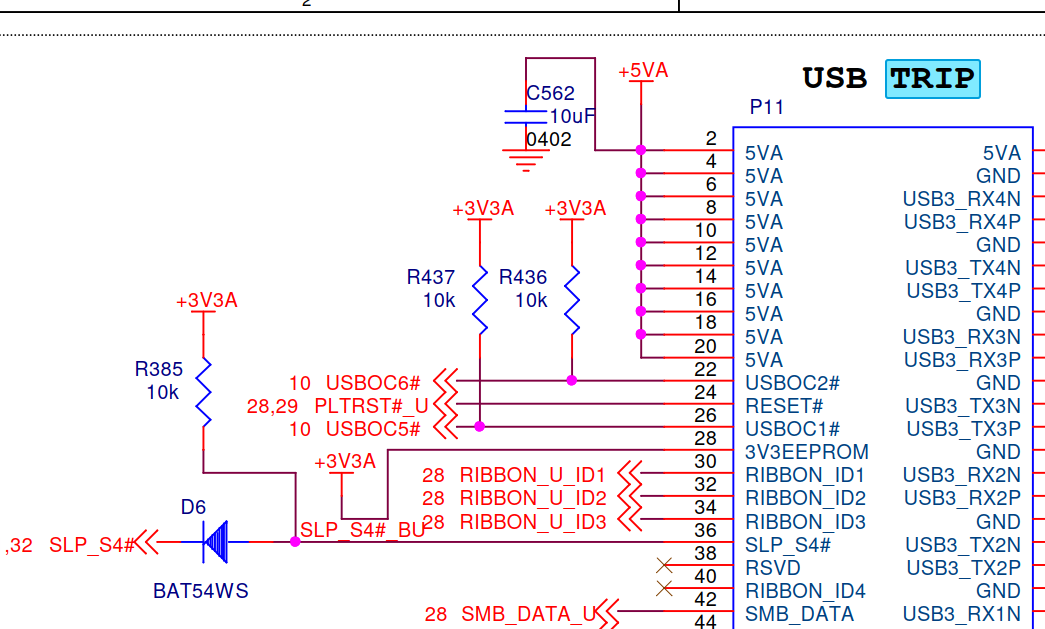 2
USB TRIP
+5VA
C562
10uF
0402
P11
2 5VA 5VA
4 5VA GND
6 5VA USB3_RX4N
8 5VA USB3_RX4P
10 5VA GND
12 5VA USB3_TX4N
14 5VA USB3_TX4P
16 5VA GND
18 5VA USB3_RX3N
20 5VA USB3_RX3P
22 USBOC2# GND
24 RESET# USB3_TX3N
26 USBOC1# USB3_TX3P
28 3V3EEPROM GND
30 RIBBON_ID1 USB3_RX2N
32 RIBBON_ID2 USB3_RX2P
34 RIBBON_ID3 GND
36 SLP_S4# USB3_TX2N
38 RSVD USB3_TX2P
40 RIBBON_ID4 GND
42 SMB_DATA USB3_RX1N
44
+3V3A +3V3A
R437 R436
10k 10k
+3V3A
R385
10k
10 USBOC6#
28,29 PLTRST#_U
10 USBOC5#
+3V3A
28 RIBBON_U_ID1
28 RIBBON_U_ID2
28 RIBBON_U_ID3
SLP_S4#_BU
D6
,32 SLP_S4#
BAT54WS
28 SMB_DATA_U